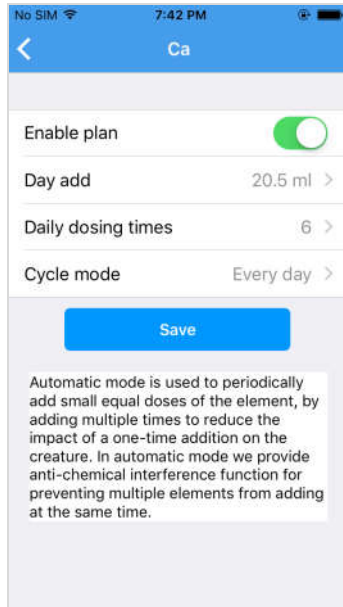 No SIM 7:42 PM
Ca
Enable plan
Day add 20.5 ml
Daily dosing times 6
Cycle mode Every day
Save
Automatic mode is used to periodically
add small equal doses of the element, by
adding multiple times to reduce the
impact of a one-time addition on the
creature. In automatic mode we provide
anti-chemical interference function for
preventing multiple elements from adding
at the same time.